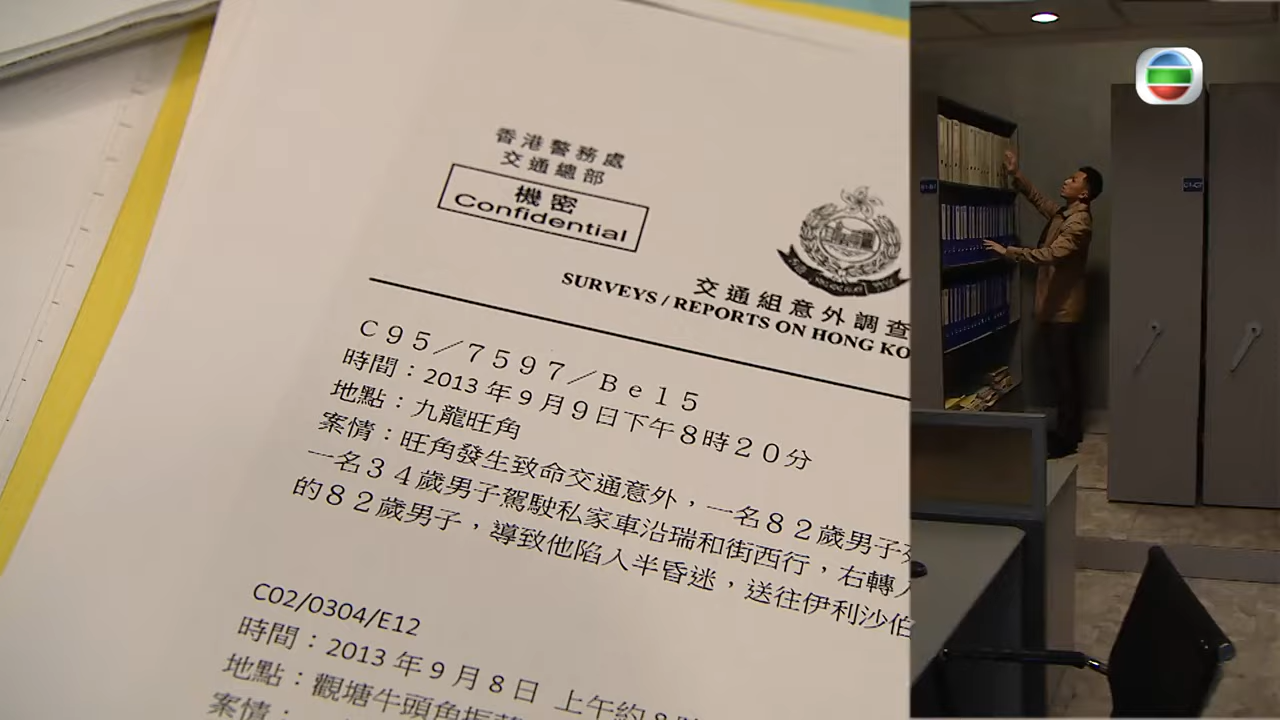 香港警務處
交通總部
機密
Confidential
交通組意外調查
SURVEYS / REPORTS ON HONG KO
C95／7597／Be15
時間：2013年9月9日下午8時20分
地點：九龍旺角
案情：旺角發生致命交通意外，一名82歲男子
一名34歲男子駕駛私家車沿瑞和街西行，右轉
的82歲男子，導致他陷入半昏迷，送往伊利沙伯
C02/0304/E12
時間：2013年9月8日 上午約8時
地點：觀塘牛頭角振華
案情：